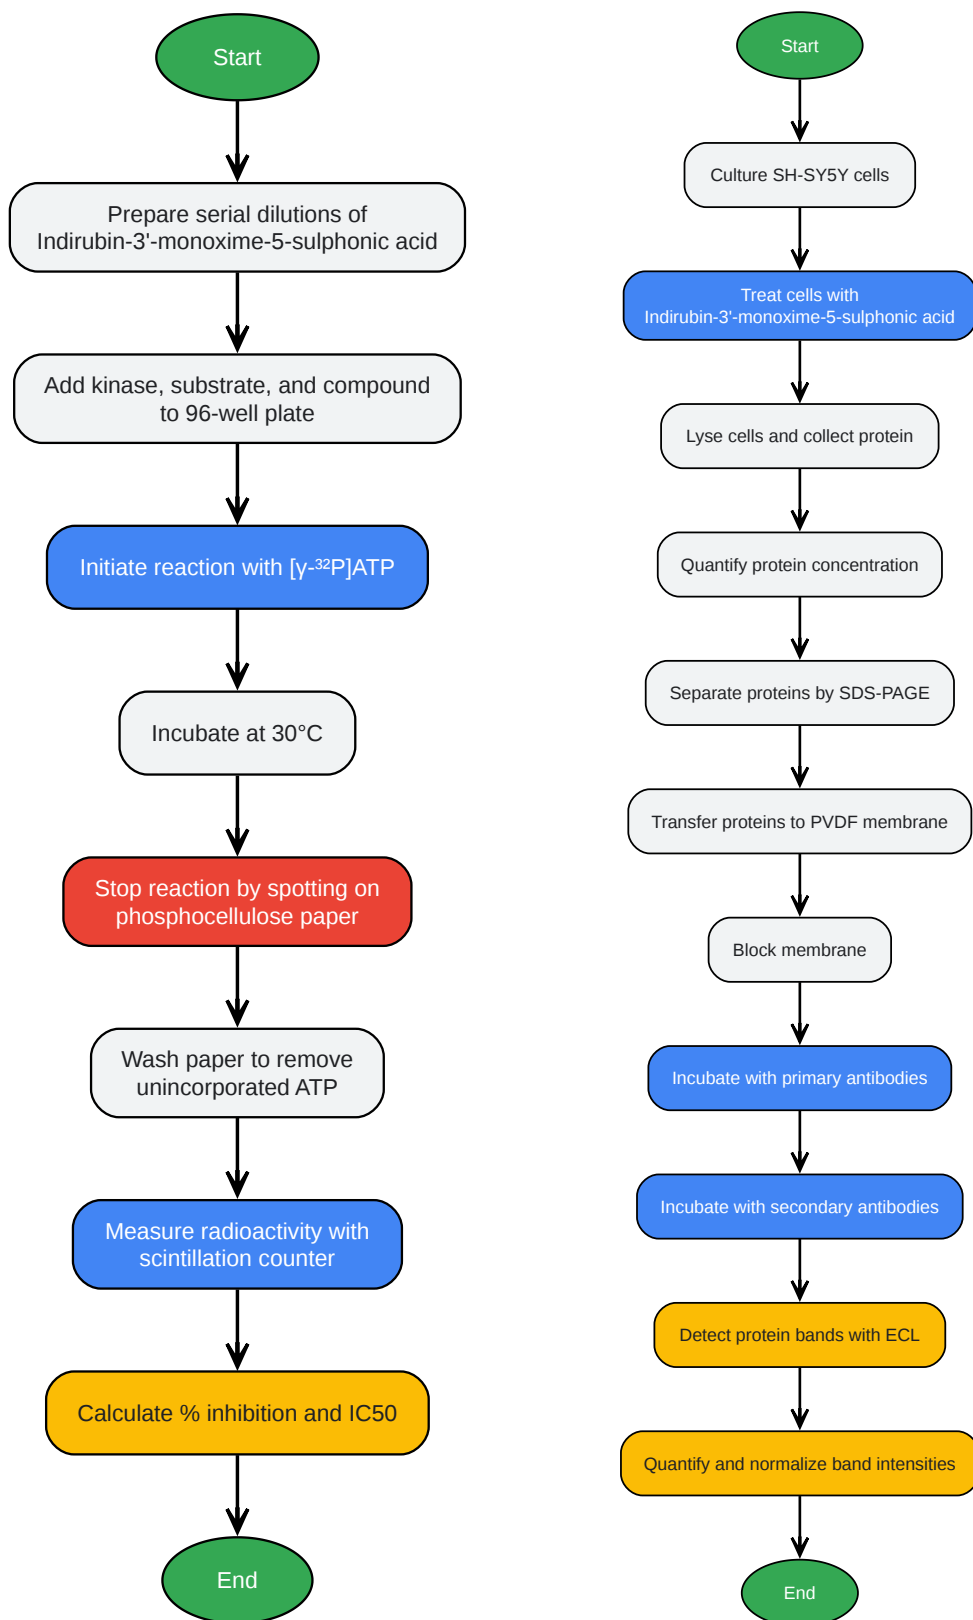 Start
Prepare serial dilutions of
Indirubin-3'-monoxime-5-sulphonic acid
Add kinase, substrate, and compound
to 96-well plate
Initiate reaction with [γ-³²P]ATP
Incubate at 30°C
Stop reaction by spotting on
phosphocellulose paper
Wash paper to remove
unincorporated ATP
Measure radioactivity with
scintillation counter
Calculate % inhibition and IC50
End
Start
Culture SH-SY5Y cells
Treat cells with
Indirubin-3'-monoxime-5-sulphonic acid
Lyse cells and collect protein
Quantify protein concentration
Separate proteins by SDS-PAGE
Transfer proteins to PVDF membrane
Block membrane
Incubate with primary antibodies
Incubate with secondary antibodies
Detect protein bands with ECL
Quantify and normalize band intensities
End